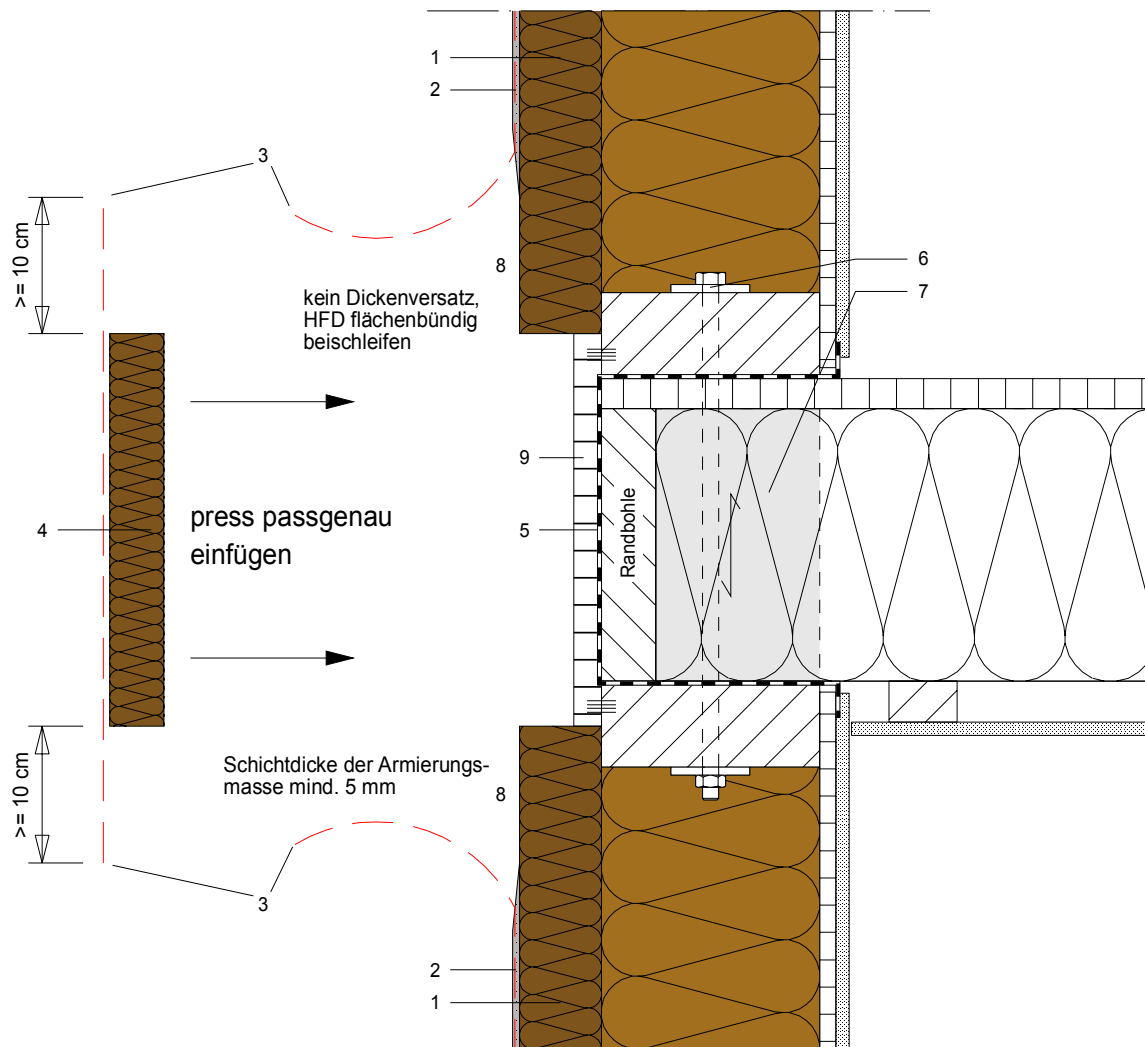 1
2
3
>= 10 cm
8
6
7
kein Dickenversatz,
HFD flächenbündig
beischleifen
9
4
press passgenau
einfügen
5
Randbohle
Schichtdicke der Armierungs-
masse mind. 5 mm
8
>= 10 cm
3
2
1